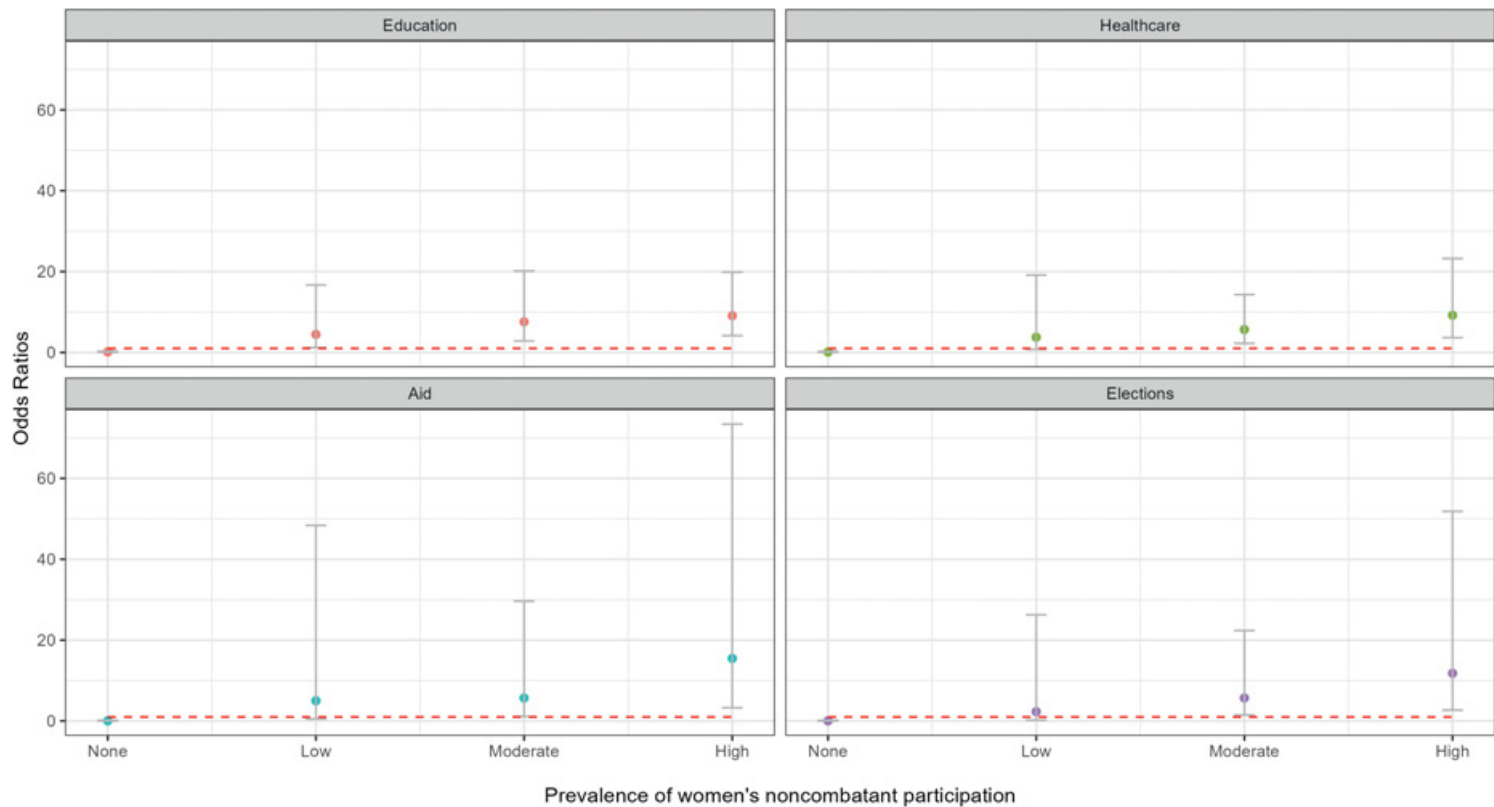 Education
Healthcare
60
40
20
0
Aid
Elections
Odds Ratios
60
40
20
0
None
Low
Moderate
High
None
Low
Moderate
High
Prevalence of women's noncombatant participation